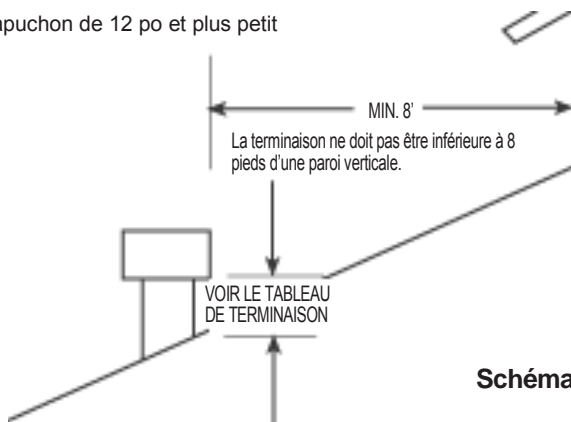 de 12 po et plus petit
MIN. 8'
La terminaison ne doit pas être inférieure à 8
pieds d'une paroi verticale.
VOIR LE TABLEAU
DE TERMINAISON
Schéma